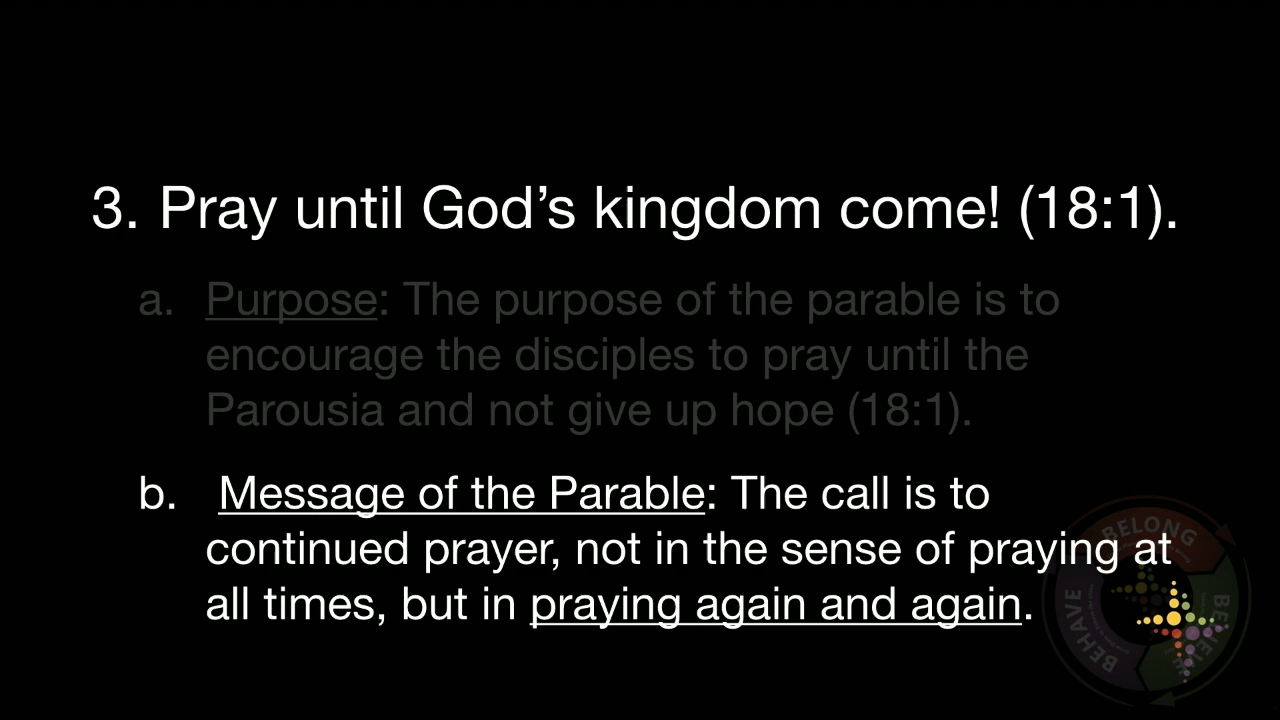 3. Pray until God’s kingdom come! (18:1).
a. Purpose: The purpose of the parable is to
encourage the disciples to pray until the
Parousia and not give up hope (18:1).
b. Message of the Parable: The call is to
continued prayer, not in the sense of praying at
all times, but in praying again and again.
BELONG
BEHAVE
BELIEVE